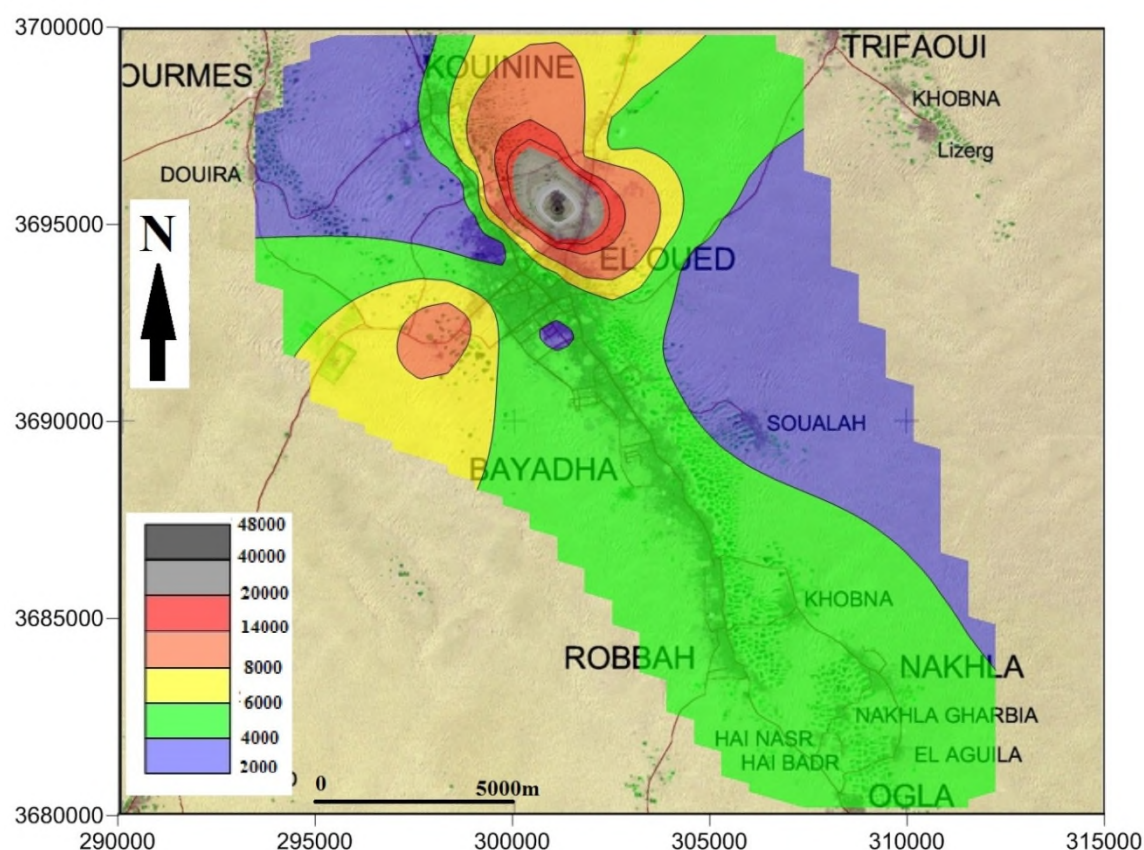 3700000
TRIFAOUI
KOUININE
OURMES
KHOBNA
Lizerg
DOUIRA
3695000
N
EL OUED
3690000
SOUALAH
BAYADHA
48000
40000
20000
14000
8000
6000
4000
2000
KHOBNA
3685000
ROBBAH
NAKHLA
NAKHLA GHARBIA
HAI NASR
EL AGUILA
HAI BADR
0
5000m
OGLA
3680000
290000
295000
300000
305000
310000
315000